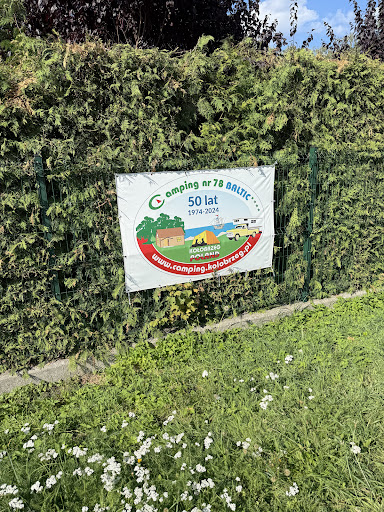 Camping nr 78 BALTIC ***
50 lat
1974-2024
KOŁOBRZEG
POLAND
www.camping.kolobrzeg.pl